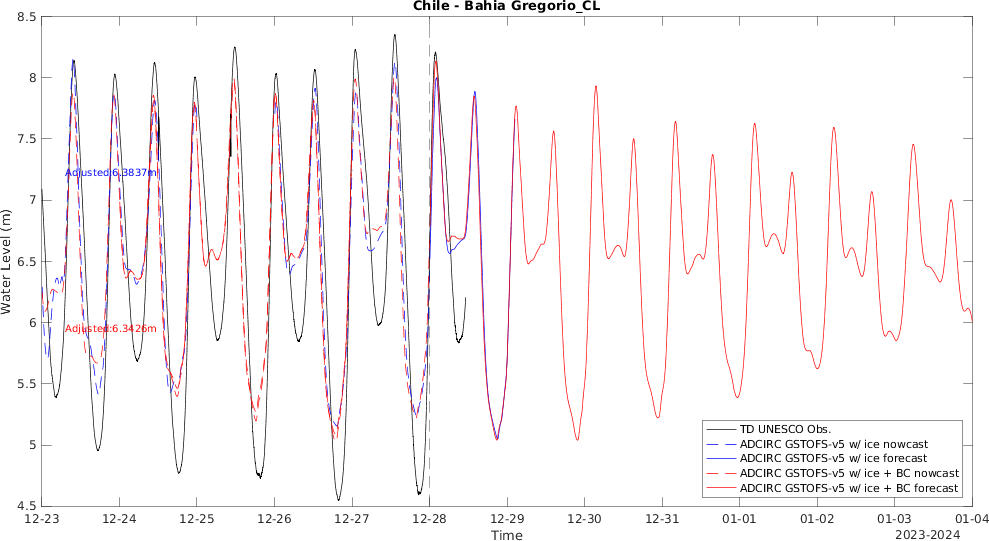 Chile - Bahia Gregorio_CL
8.5
8
7.5
7
6.5
6
5.5
5
4.5
Water Level (m)
Adjusted:6.3837m
Adjusted:6.3426m
TD UNESCO Obs.
ADCIRC GSTOFS-v5 w/ ice nowcast
ADCIRC GSTOFS-v5 w/ ice forecast
ADCIRC GSTOFS-v5 w/ ice + BC nowcast
ADCIRC GSTOFS-v5 w/ ice + BC forecast
12-23 12-24 12-25 12-26 12-27 12-28 12-29 12-30 12-31 01-01 01-02 01-03 01-04
Time
2023-2024